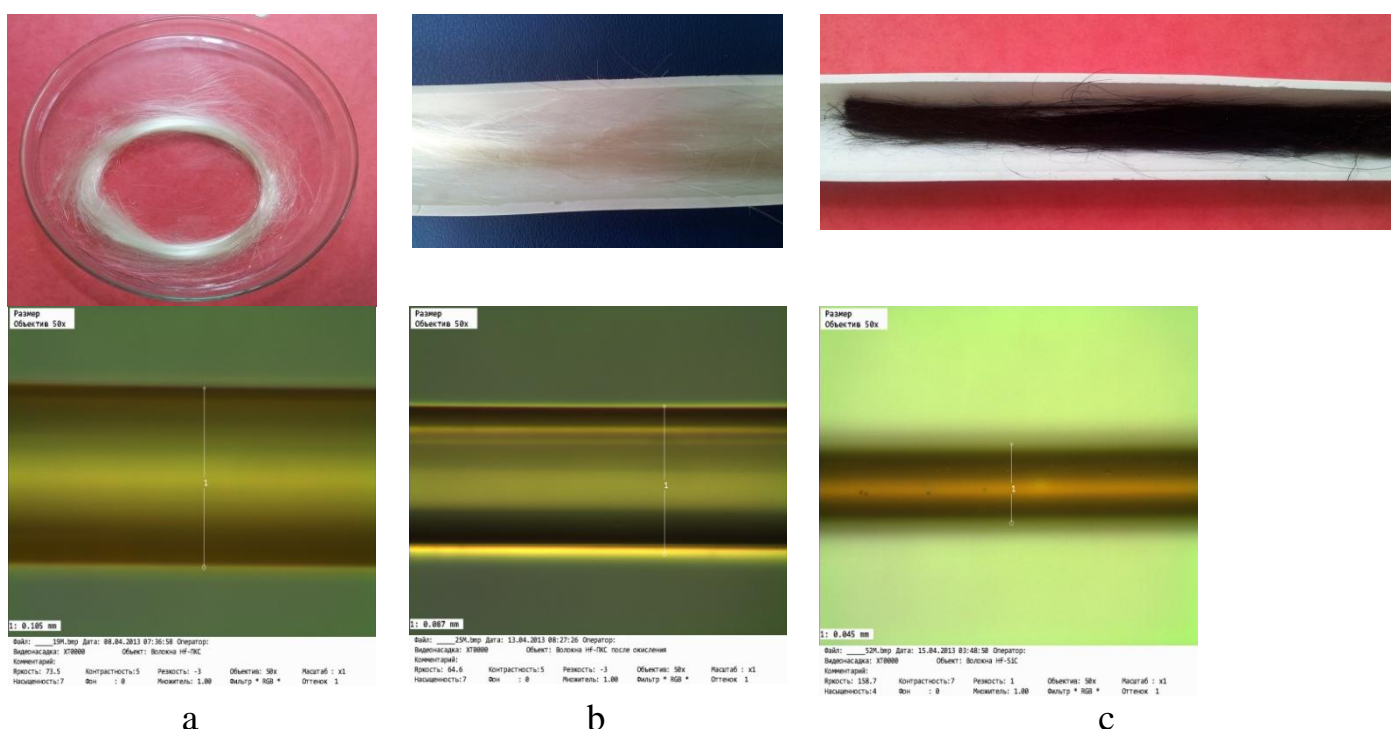 Размер
Объектив 50x
1
1: 0.105 mm
Файл: _____19M.bmp Дата: 08.04.2013 07:36:58 Оператор:
Видеонасадка: XT0000 Объект: Волокна Hf-ПКС
Комментарий:
Яркость: 73.5 Контрастность:5 Резкость: -3 Объектив: 50x Масштаб : x1
Насыщенность:7 Фон : 0 Множитель: 1.00 Фильтр * RGB * Оттенок 1
Размер
Объектив 50x
1
1: 0.087 mm
Файл: _____25M.bmp Дата: 13.04.2013 08:27:26 Оператор:
Видеонасадка: XT0000 Объект: Волокна Hf-ПКС после окисления
Комментарий:
Яркость: 64.6 Контрастность:5 Резкость: -3 Объектив: 50x Масштаб : x1
Насыщенность:7 Фон : 0 Множитель: 1.00 Фильтр * RGB * Оттенок 1
Размер
Объектив 50x
1
1: 0.045 mm
Файл: _____52M.bmp Дата: 15.04.2013 03:48:50 Оператор:
Видеонасадка: XT0000 Объект: Волокна Hf-SiC
Комментарий:
Яркость: 158.7 Контрастность:7 Резкость: 1 Объектив: 50x Масштаб : x1
Насыщенность:4 Фон : 0 Множитель: 1.00 Фильтр * RGB * Оттенок 1
a b c